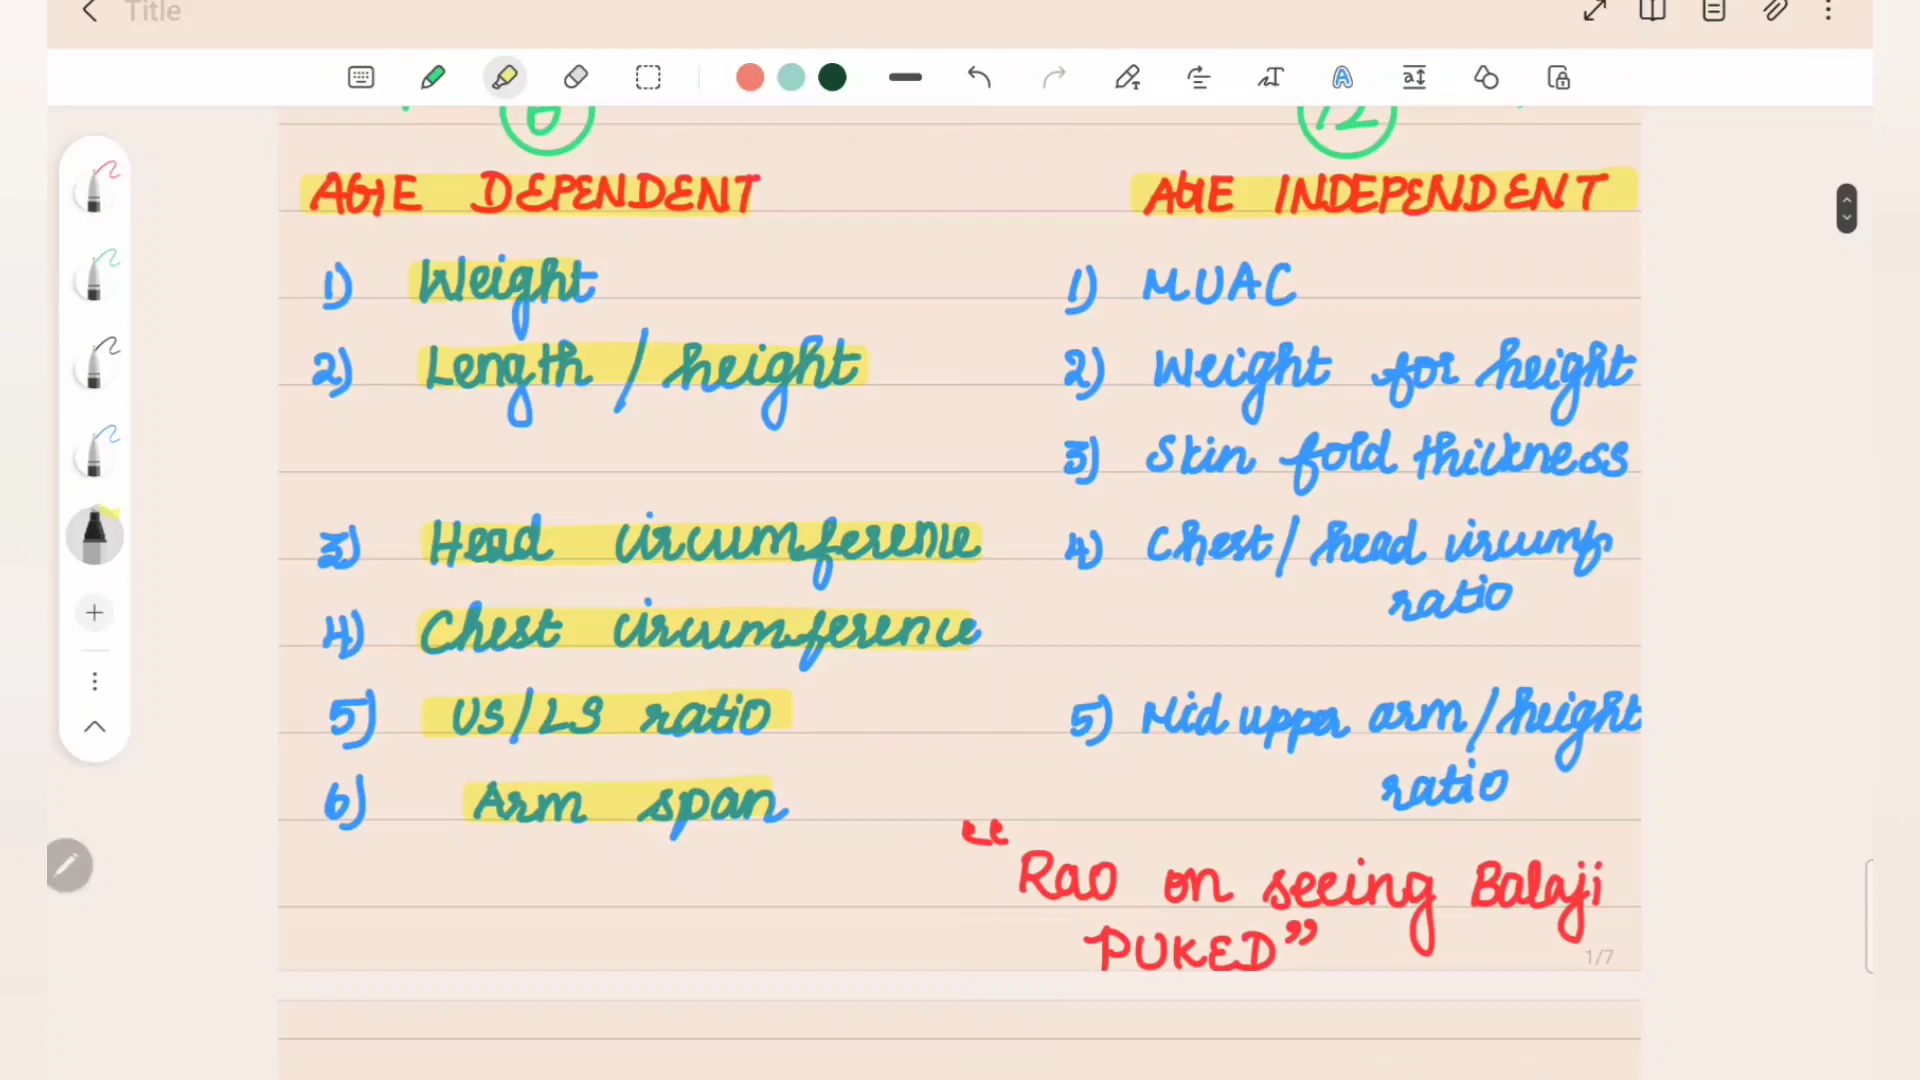 Title
6
12
AGE DEPENDENT
AGE INDEPENDENT
1) Weight
1) MUAC
2) Length / height
2) Weight for height
3) Skin fold thickness
3) Head circumference
4) Chest / head circumf
ratio
4) Chest circumference
5) US/LS ratio
5) Mid upper arm / height
ratio
6) Arm span
“Rao on seeing Balaji
PUKED”
1/7